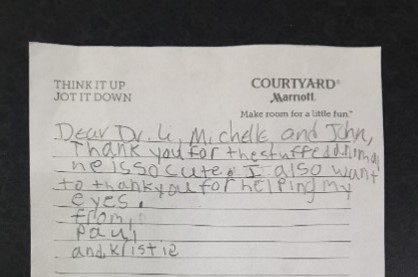 THINK IT UP
JOT IT DOWN
COURTYARD®
Marriott.
Make room for a little fun.™
Dear Dr. Li, Michelle and John,
Thank you for the stuffed animal
he is so cute. I also want
to thank you for helping my
eyes.
from,
Paul
and Kristie